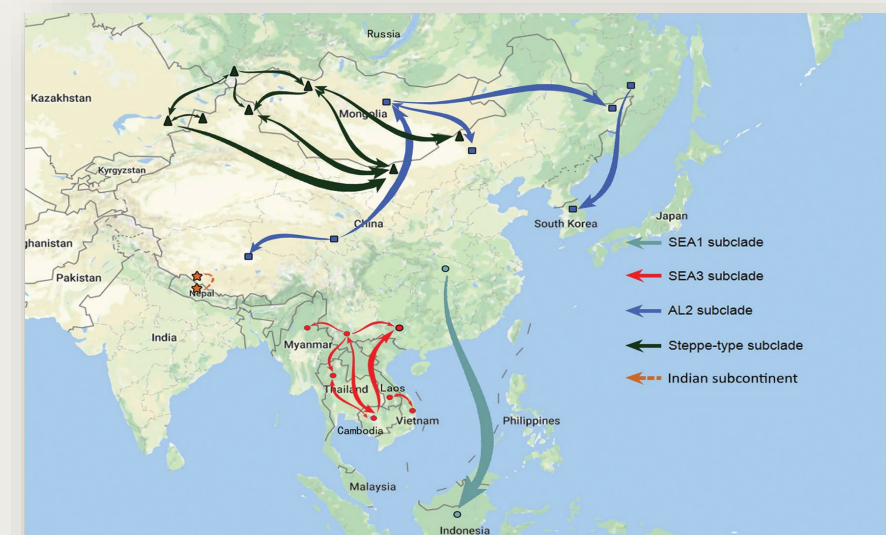 Russia
Kazakhstan
Mongolia
Kyrgyzstan
South Korea
Japan
China
ghanistan
Pakistan
Nepal
India
Myanmar
Thailand
Laos
Vietnam
Cambodia
Philippines
Malaysia
Indonesia
SEA1 subclade
SEA3 subclade
AL2 subclade
Steppe-type subclade
Indian subcontinent